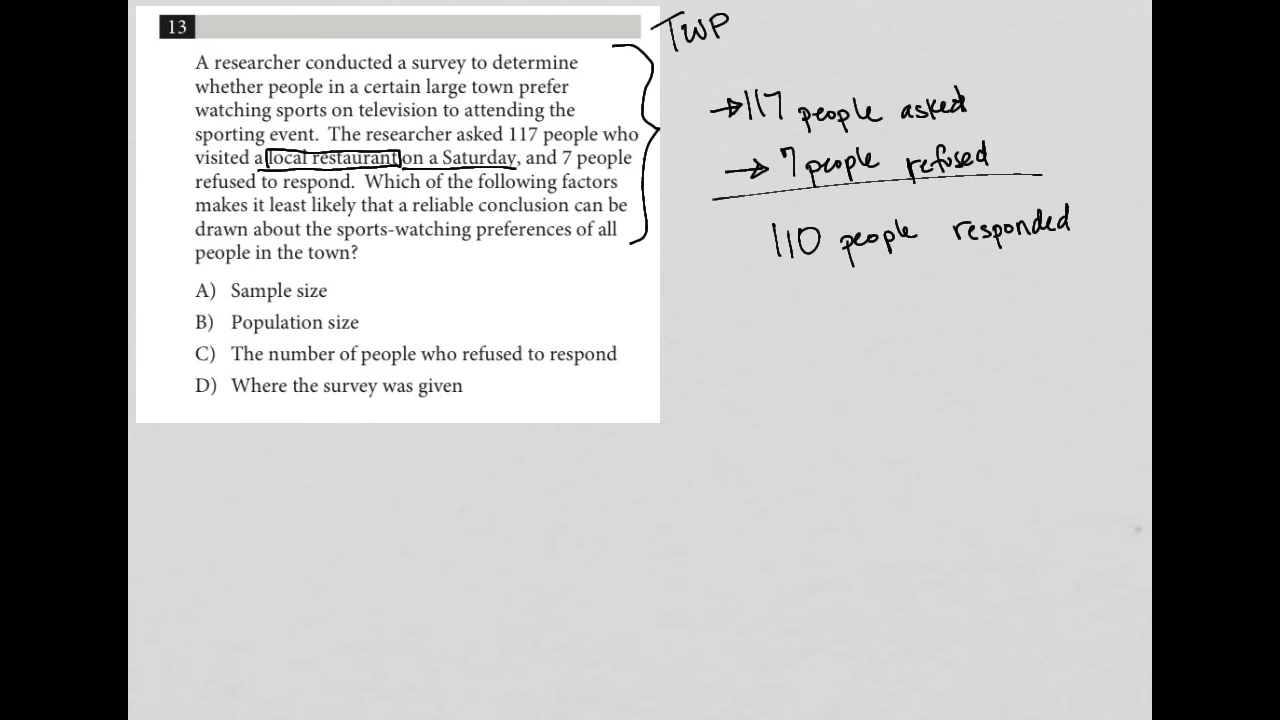 13
A researcher conducted a survey to determine
whether people in a certain large town prefer
watching sports on television to attending the
sporting event. The researcher asked 117 people who
visited a local restaurant on a Saturday, and 7 people
refused to respond. Which of the following factors
makes it least likely that a reliable conclusion can be
drawn about the sports-watching preferences of all
people in the town?
A) Sample size
B) Population size
C) The number of people who refused to respond
D) Where the survey was given
TWP
→117 people asked
→ 7 people refused
110 people responded